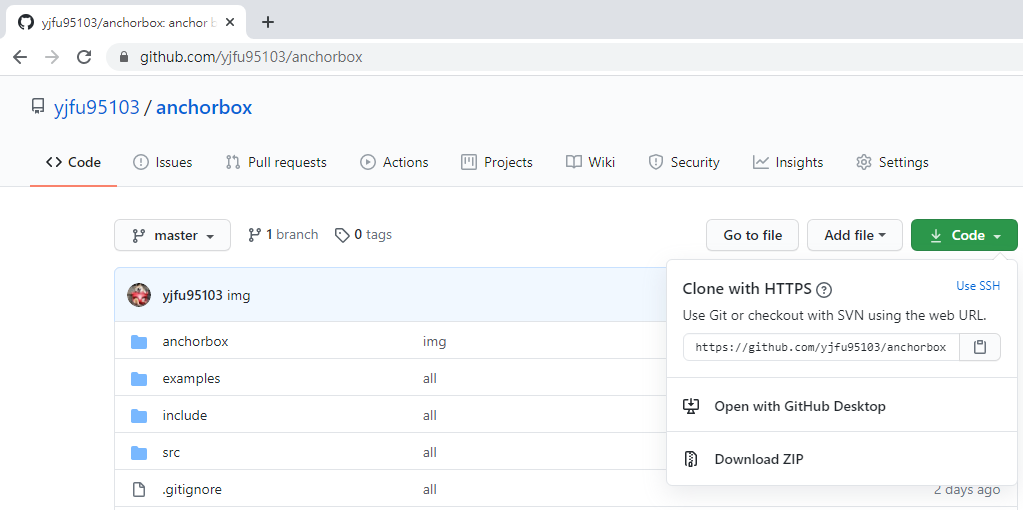 yjfu95103/anchorbox: anchor b
github.com/yjfu95103/anchorbox
yjfu95103 / anchorbox
Code Issues Pull requests Actions Projects Wiki Security Insights Settings
master 1 branch 0 tags Go to file Add file Code
yjfu95103 img
Clone with HTTPS ? Use SSH
Use Git or checkout with SVN using the web URL.
https://github.com/yjfu95103/anchorbox
Open with GitHub Desktop
Download ZIP
anchorbox img
examples all
include all
src all
.gitignore all 2 days ago